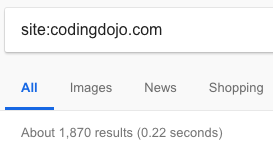 site:codingdojo.com
All Images News Shopping
About 1,870 results (0.22 seconds)